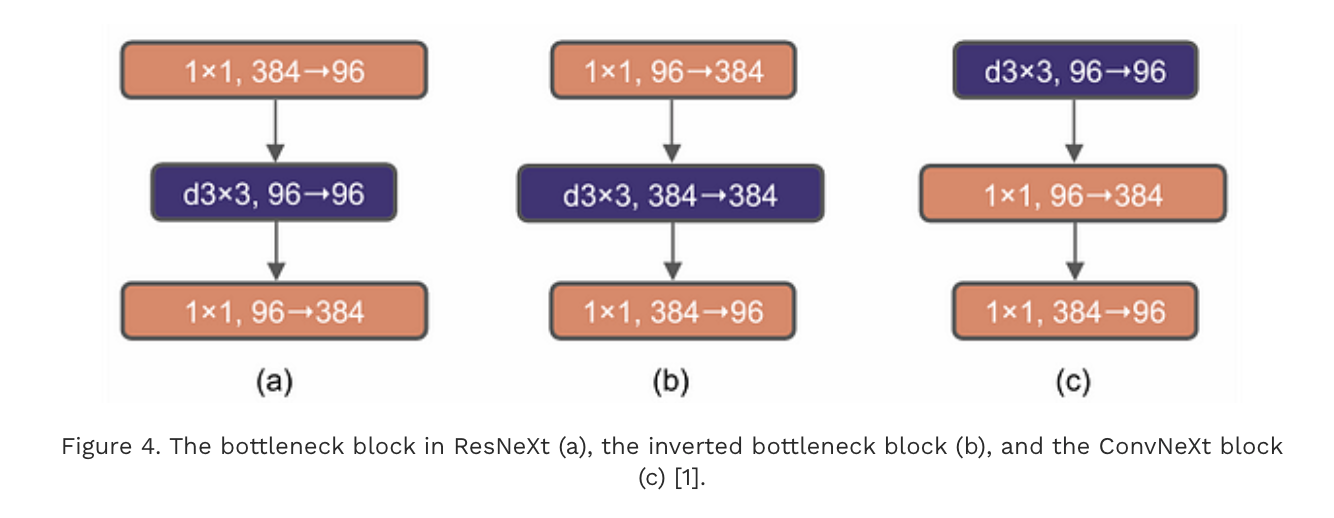 1×1, 384→96
d3×3, 96→96
1×1, 96→384
(a)
1×1, 96→384
d3×3, 384→384
1×1, 384→96
(b)
d3×3, 96→96
1×1, 96→384
1×1, 384→96
(c)
Figure 4. The bottleneck block in ResNeXt (a), the inverted bottleneck block (b), and the ConvNeXt block
(c) [1].